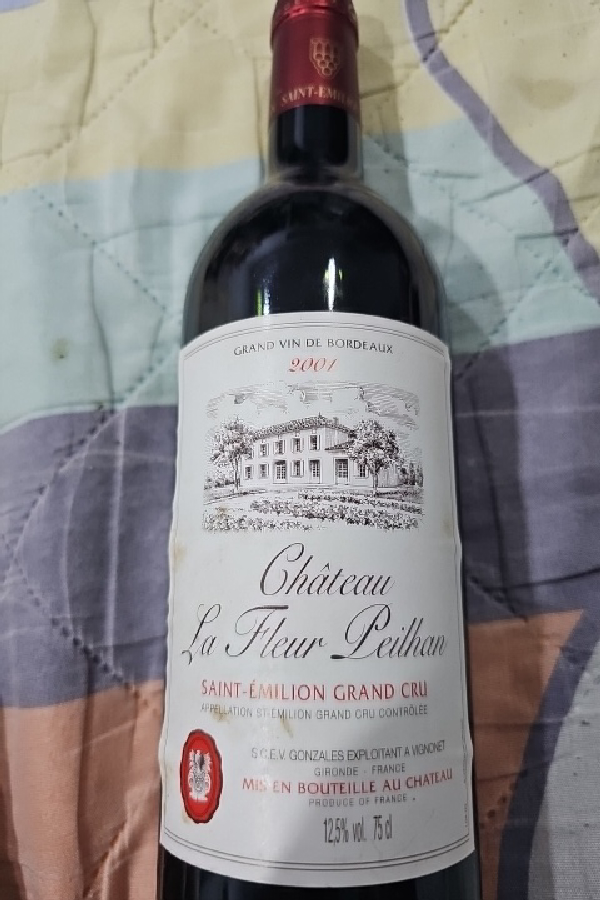 SAINT-ÉMILION
GRAND VIN DE BORDEAUX
2001
Château
La Fleur Peilhan
SAINT-ÉMILION GRAND CRU
APPELLATION ST-ÉMILION GRAND CRU CONTRÔLÉE
S.C.E.V. GONZALES EXPLOITANT A VIGNONET
GIRONDE - FRANCE
MIS EN BOUTEILLE AU CHATEAU
PRODUCE OF FRANCE
12,5% vol. 75 cl